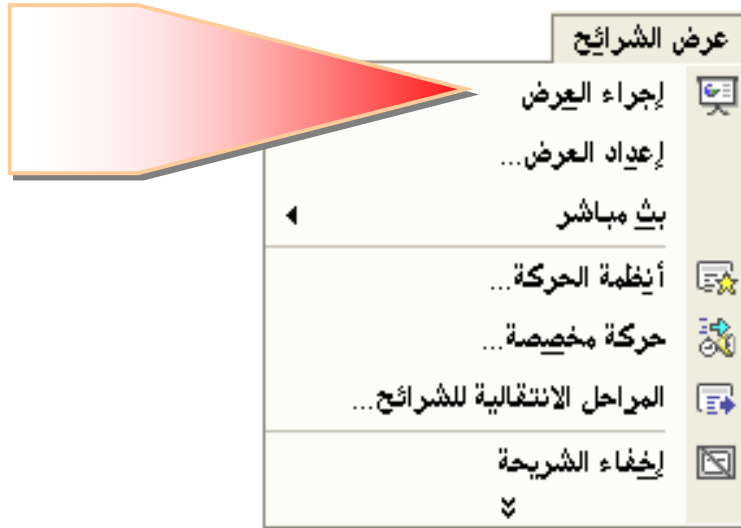 عرض الشرائح
إجراء العرض
إعداد العرض...
بث مباشر
أنظمة الحركة...
حركة مخصصة...
المراحل الانتقالية للشرائح...
إخفاء الشريحة